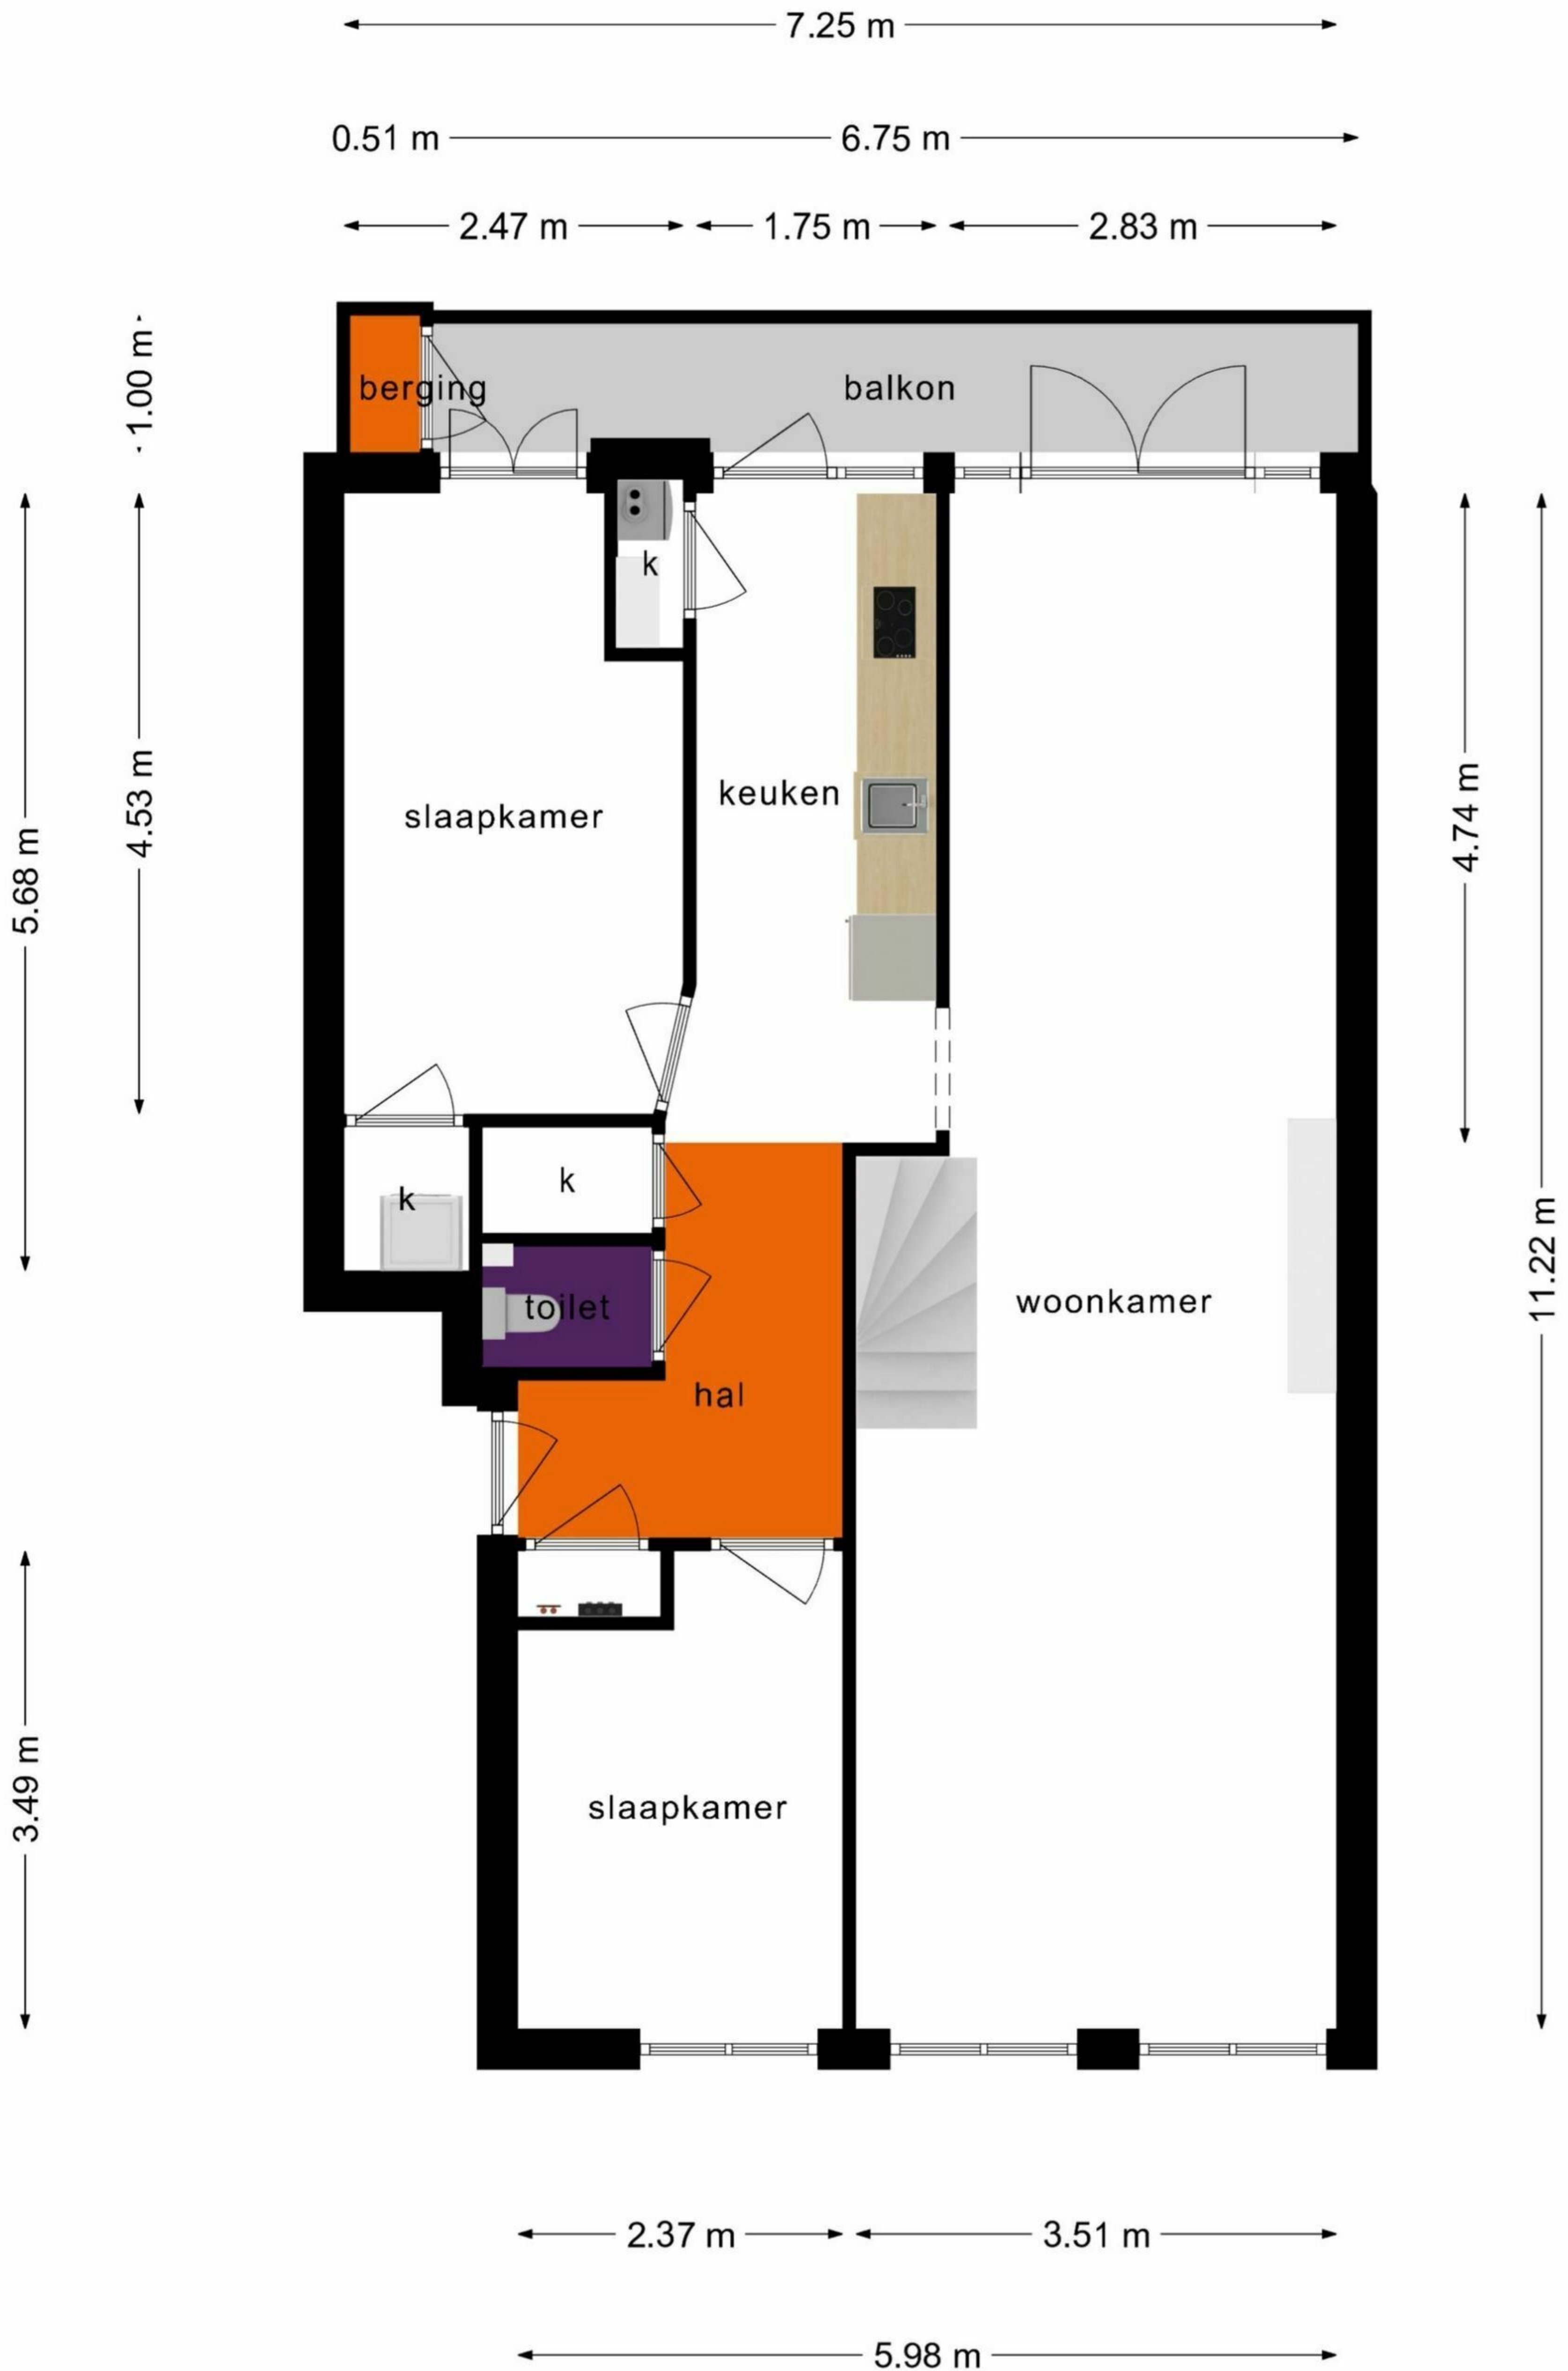 7.25 m
0.51 m
6.75 m
2.47 m
1.75 m
2.83 m
1.00 m
berging
balkon
k
keuken
slaapkamer
4.53 m
5.68 m
4.74 m
k
k
toilet
woonkamer
11.22 m
hal
3.49 m
slaapkamer
2.37 m
3.51 m
5.98 m